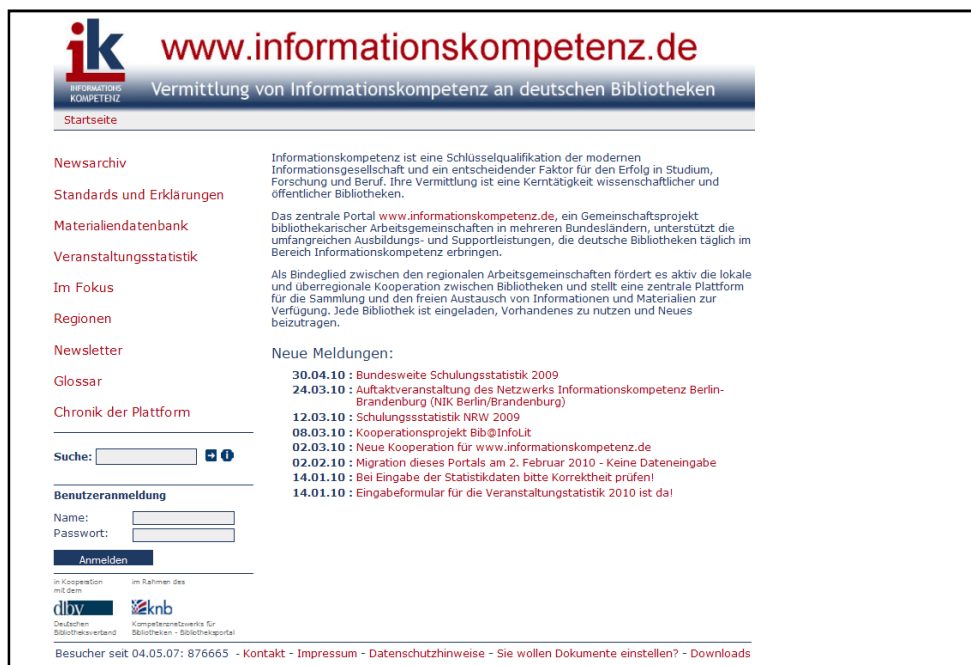 ik
INFORMATIONS
KOMPETENZ
www.informationskompetenz.de
Vermittlung von Informationskompetenz an deutschen Bibliotheken
Startseite
Newsarchiv
Standards und Erklärungen
Materialiendatenbank
Veranstaltungsstatistik
Im Fokus
Regionen
Newsletter
Glossar
Chronik der Plattform
Suche:
Benutzeranmeldung
Name:
Passwort:
Anmelden
in Kooperation
mit dem
im Rahmen des
dbv
knb
Deutschen
Bibliotheksverband
Kompetenznetzwerks für
Bibliotheken - Bibliotheksportal
Informationskompetenz ist eine Schlüsselqualifikation der modernen
Informationsgesellschaft und ein entscheidender Faktor für den Erfolg in Studium,
Forschung und Beruf. Ihre Vermittlung ist eine Kerntätigkeit wissenschaftlicher und
öffentlicher Bibliotheken.
Das zentrale Portal www.informationskompetenz.de, ein Gemeinschaftsprojekt
bibliothekarischer Arbeitsgemeinschaften in mehreren Bundesländern, unterstützt die
umfangreichen Ausbildungs- und Supportleistungen, die deutsche Bibliotheken täglich im
Bereich Informationskompetenz erbringen.
Als Bindeglied zwischen den regionalen Arbeitsgemeinschaften fördert es aktiv die lokale
und überregionale Kooperation zwischen Bibliotheken und stellt eine zentrale Plattform
für die Sammlung und den freien Austausch von Informationen und Materialien zur
Verfügung. Jede Bibliothek ist eingeladen, Vorhandenes zu nutzen und Neues
beizutragen.
Neue Meldungen:
30.04.10 : Bundesweite Schulungsstatistik 2009
24.03.10 : Auftaktveranstaltung des Netzwerks Informationskompetenz Berlin-
Brandenburg (NIK Berlin/Brandenburg)
12.03.10 : Schulungssstatistik NRW 2009
08.03.10 : Kooperationsprojekt Bib@InfoLit
02.03.10 : Neue Kooperation für www.informationskompetenz.de
02.02.10 : Migration dieses Portals am 2. Februar 2010 - Keine Dateneingabe
14.01.10 : Bei Eingabe der Statistikdaten bitte Korrektheit prüfen!
14.01.10 : Eingabeformular für die Veranstaltungstatistik 2010 ist da!
Besucher seit 04.05.07: 876665 - Kontakt - Impressum - Datenschutzhinweise - Sie wollen Dokumente einstellen? - Downloads